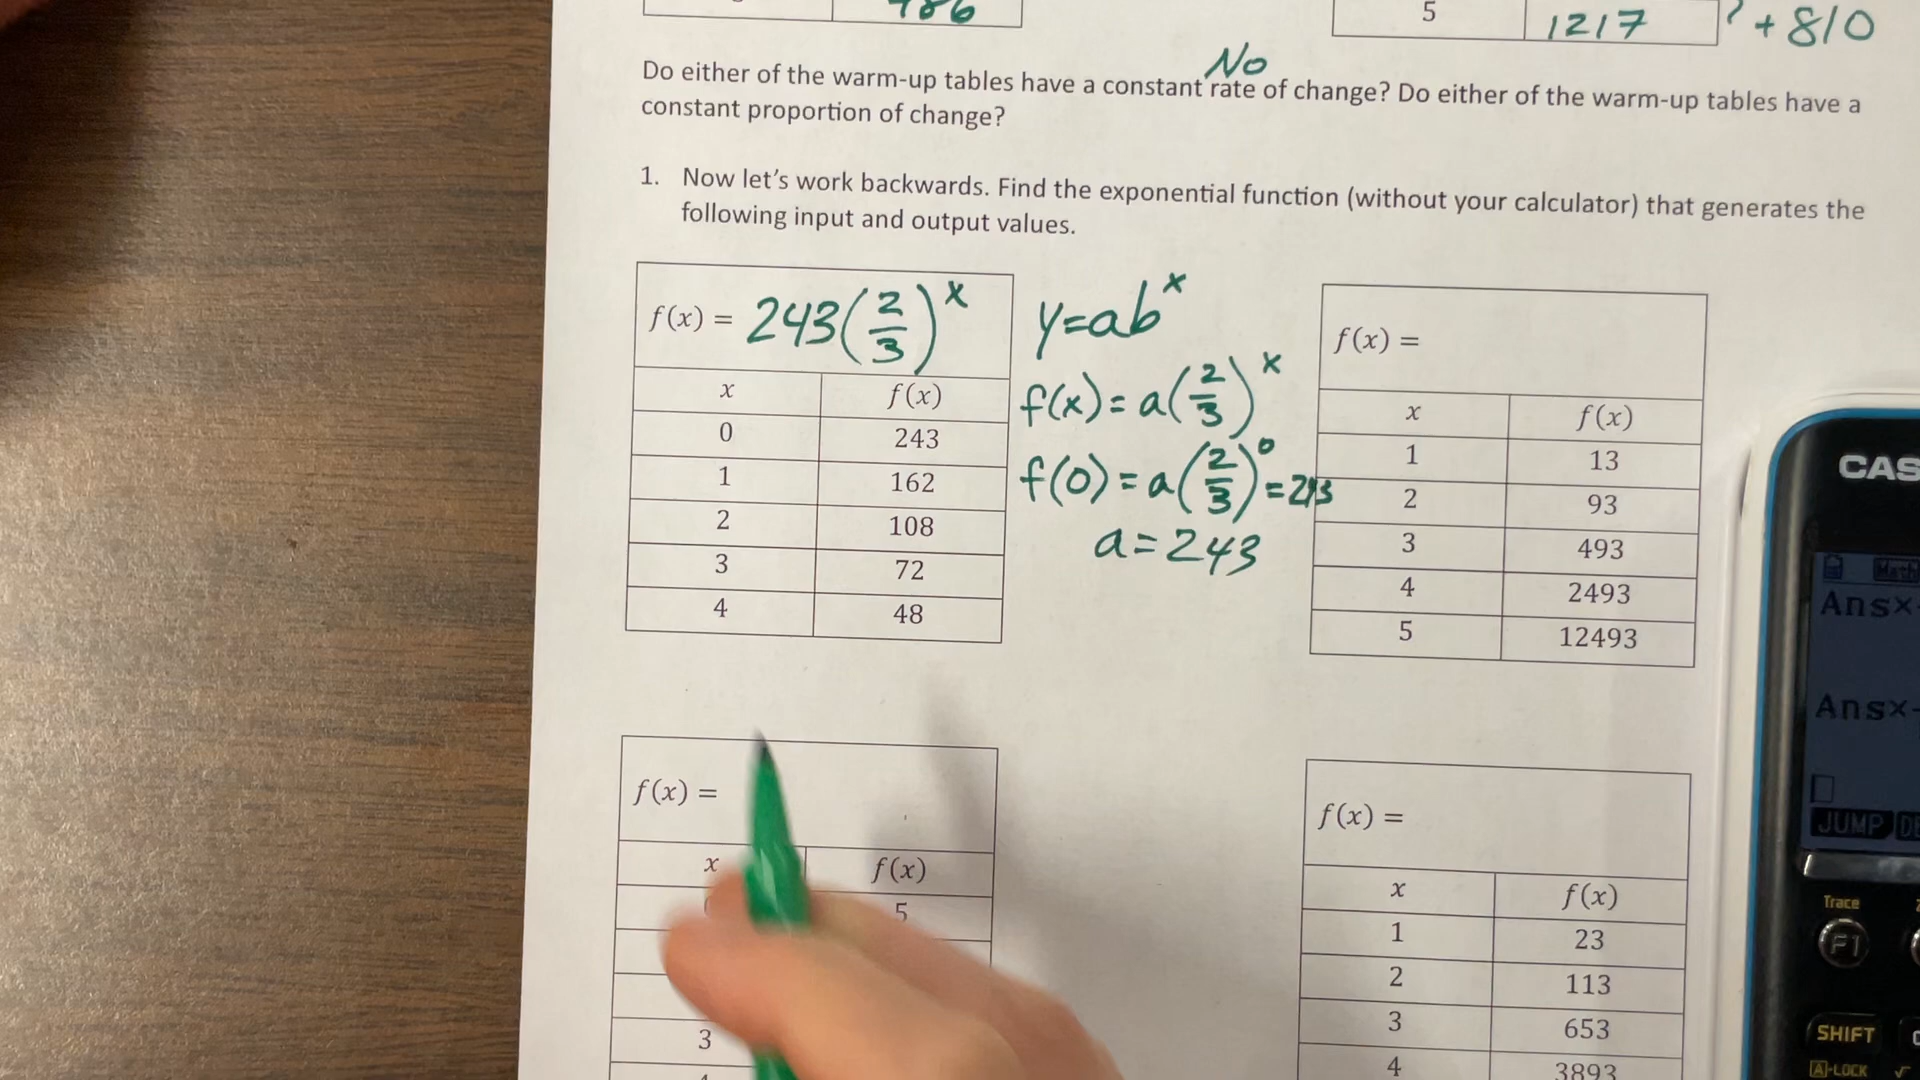 486
5 1217 + 810
No
Do either of the warm-up tables have a constant rate of change? Do either of the warm-up tables have a
constant proportion of change?
1. Now let's work backwards. Find the exponential function (without your calculator) that generates the
following input and output values.
f(x) = 243(2/3)^x
x f(x)
0 243
1 162
2 108
3 72
4 48
y=ab^x
f(x)=a(2/3)^x
f(0)=a(2/3)^0=243
a=243
f(x) =
x f(x)
1 13
2 93
3 493
4 2493
5 12493
f(x) =
x f(x)
5
3
f(x) =
x f(x)
1 23
2 113
3 653
4 3893
CAS
Math
Ans×
Ans×-
JUMP
Trace
F1
SHIFT
A-LOCK